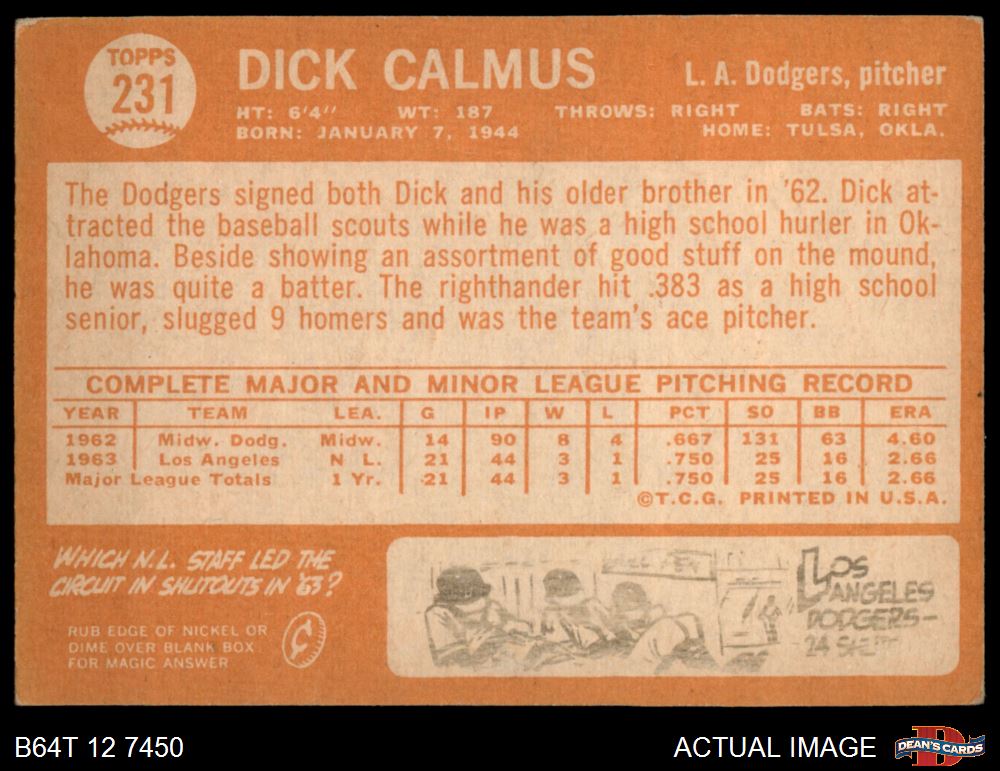 TOPPS
231
DICK CALMUS
L. A. Dodgers, pitcher
HT: 6'4" WT: 187 THROWS: RIGHT BATS: RIGHT
BORN: JANUARY 7, 1944 HOME: TULSA, OKLA.
The Dodgers signed both Dick and his older brother in '62. Dick at-
tracted the baseball scouts while he was a high school hurler in Ok-
lahoma. Beside showing an assortment of good stuff on the mound,
he was quite a batter. The righthander hit .383 as a high school
senior, slugged 9 homers and was the team's ace pitcher.
COMPLETE MAJOR AND MINOR LEAGUE PITCHING RECORD
YEAR TEAM LEA. G IP W L PCT SO BB ERA
1962 Midw. Dodg. Midw. 14 90 8 4 .667 131 63 4.60
1963 Los Angeles N L. 21 44 3 1 .750 25 16 2.66
Major League Totals 1 Yr. 21 44 3 1 .750 25 16 2.66
©T.C.G. PRINTED IN U.S.A.
WHICH N.L. STAFF LED THE
CIRCUIT IN SHUTOUTS IN '63?
RUB EDGE OF NICKEL OR
DIME OVER BLANK BOX
FOR MAGIC ANSWER
LOS
ANGELES
DODGERS-
24
B64T 12 7450
ACTUAL IMAGE
DEAN'S CARDS